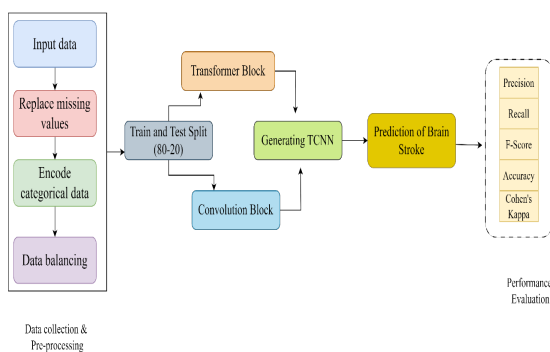 Input data
Replace missing
values
Encode
categorical data
Data balancing
Data collection &
Pre-processing
Train and Test Split
(80-20)
Transformer Block
Convolution Block
Generating TCNN
Prediction of Brain
Stroke
Precision
Recall
F-Score
Accuracy
Cohen's
Kappa
Performance
Evaluation